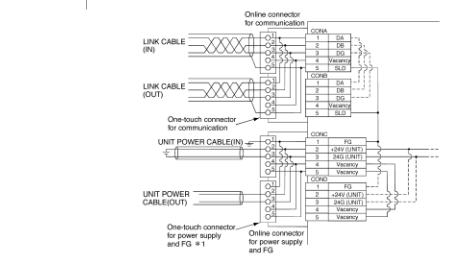 Online connector
for communication
CONA
LINK CABLE
(IN)
1 DA
2 DB
3 DG
4 Vacancy
5 SLD
CONB
LINK CABLE
(OUT)
1 DA
2 DB
3 DG
4 Vacancy
5 SLD
One-touch connector
for communication
CONC
UNIT POWER CABLE(IN)
1 FG
2 +24V (UNIT)
3 24G (UNIT)
4 Vacancy
5 Vacancy
COND
UNIT POWER
CABLE(OUT)
1 FG
2 +24V (UNIT)
3 24G (UNIT)
4 Vacancy
5 Vacancy
One-touch connector
for power supply
and FG ※1
Online connector
for power supply
and FG